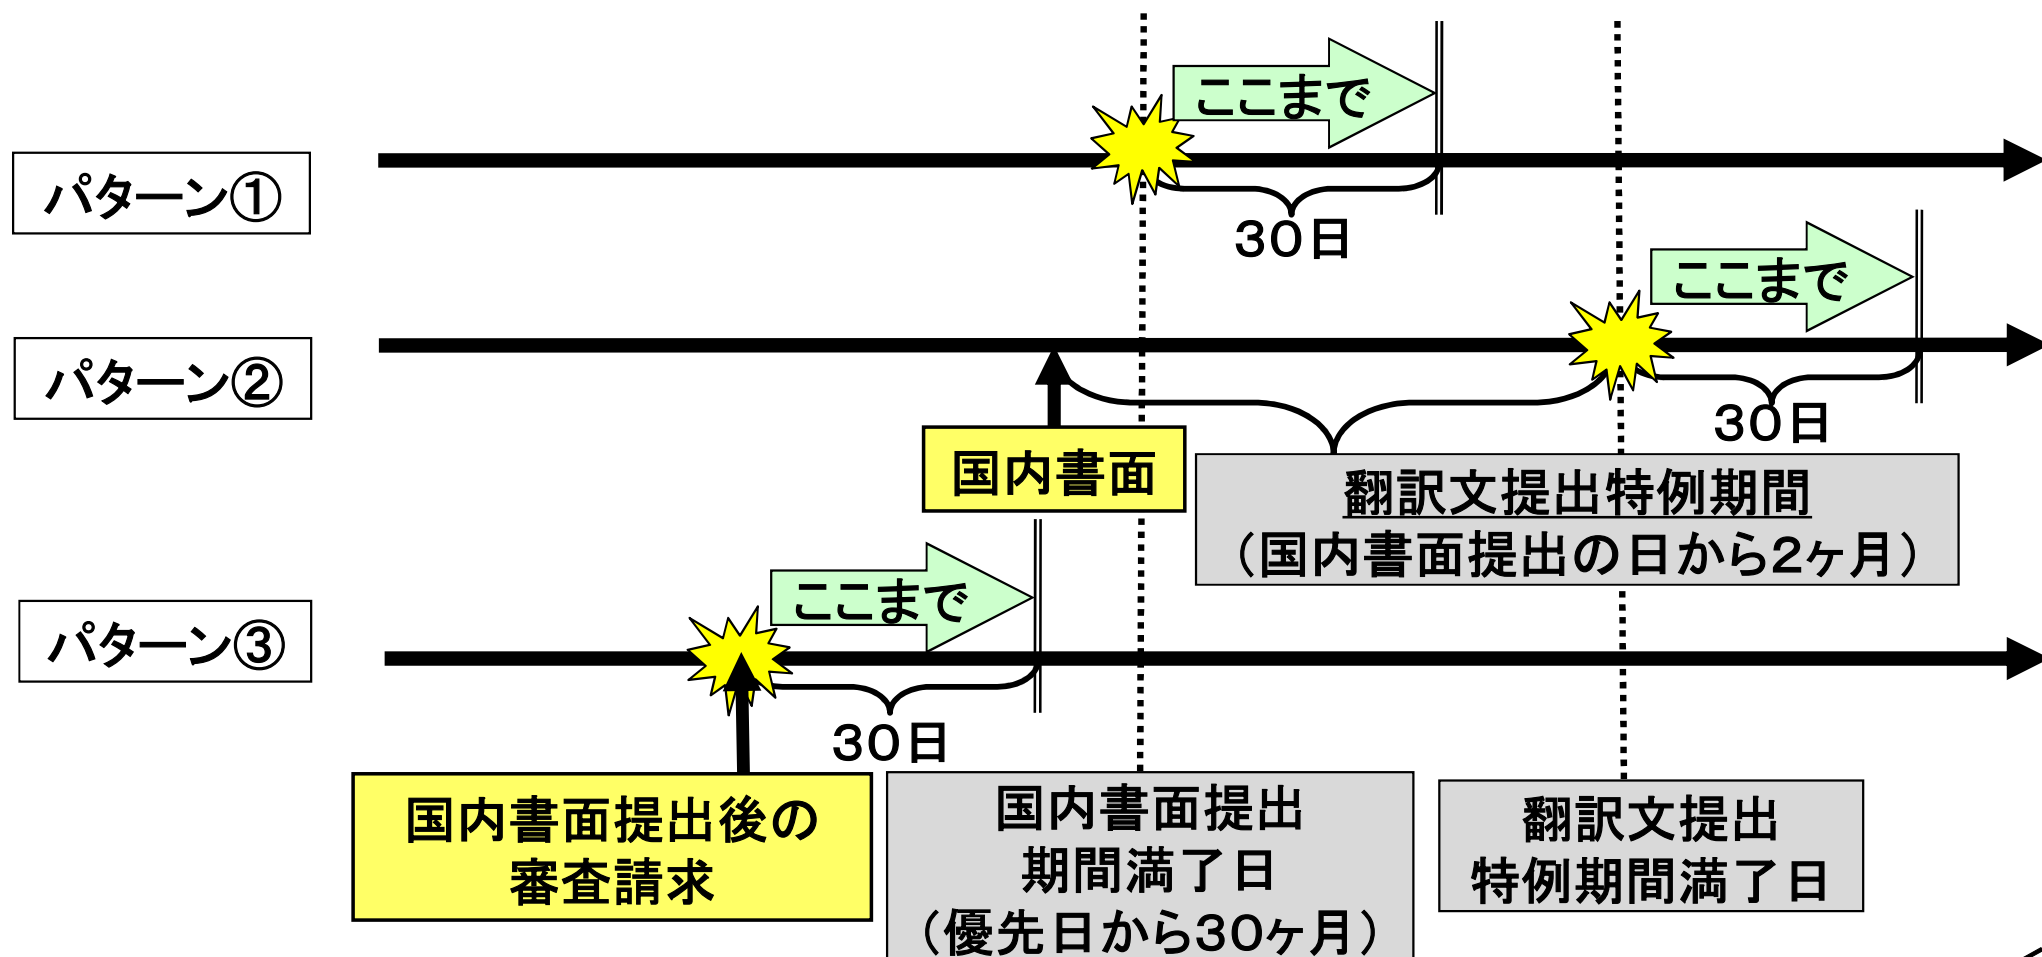 ここまで
パターン①
30日
ここまで
パターン②
30日
国内書面
翻訳文提出特例期間
（国内書面提出の日から2ヶ月）
ここまで
パターン③
30日
国内書面提出後の
審査請求
国内書面提出
期間満了日
（優先日から30ヶ月）
翻訳文提出
特例期間満了日